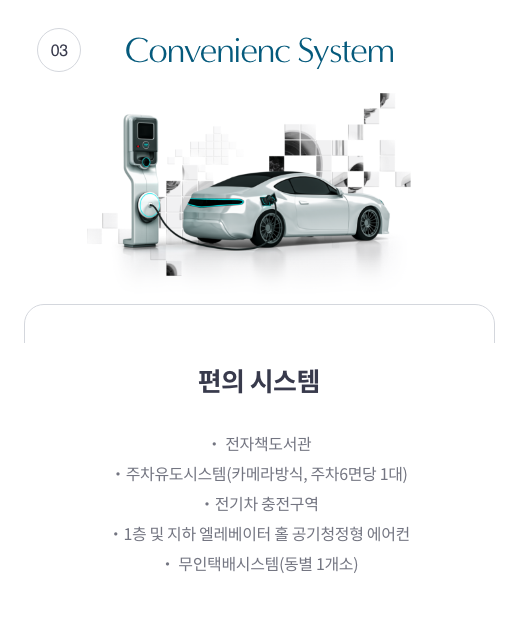 03
Convenienc System
편의 시스템
• 전자책도서관
• 주차유도시스템(카메라방식, 주차6면당 1대)
• 전기차 충전구역
• 1층 및 지하 엘레베이터 홀 공기청정형 에어컨
• 무인택배시스템(동별 1개소)